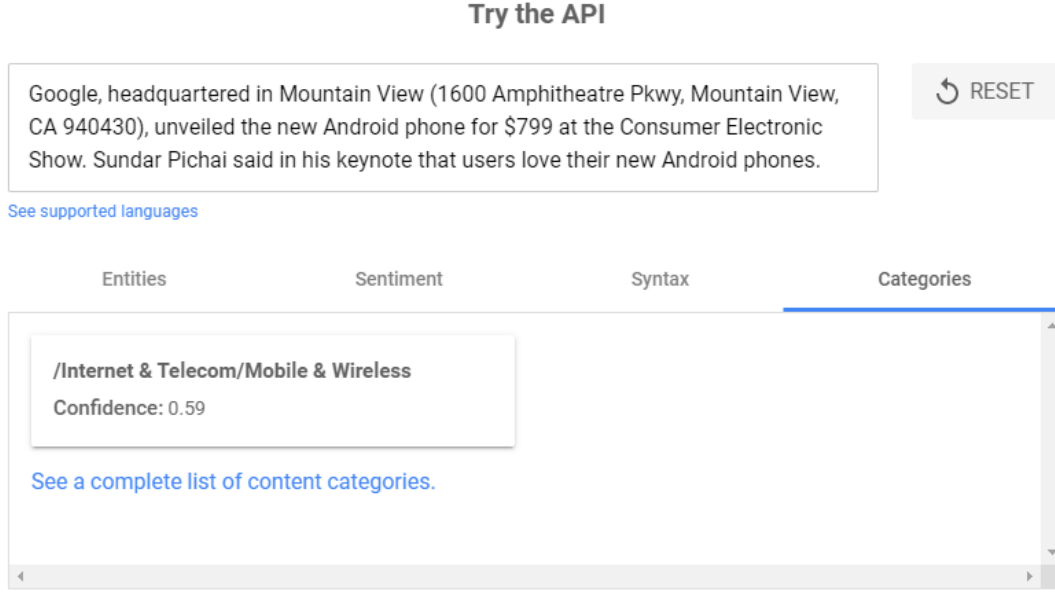 Try the API
Google, headquartered in Mountain View (1600 Amphitheatre Pkwy, Mountain View,
CA 940430), unveiled the new Android phone for $799 at the Consumer Electronic
Show. Sundar Pichai said in his keynote that users love their new Android phones.
RESET
See supported languages
Entities Sentiment Syntax Categories
/Internet & Telecom/Mobile & Wireless
Confidence: 0.59
See a complete list of content categories.